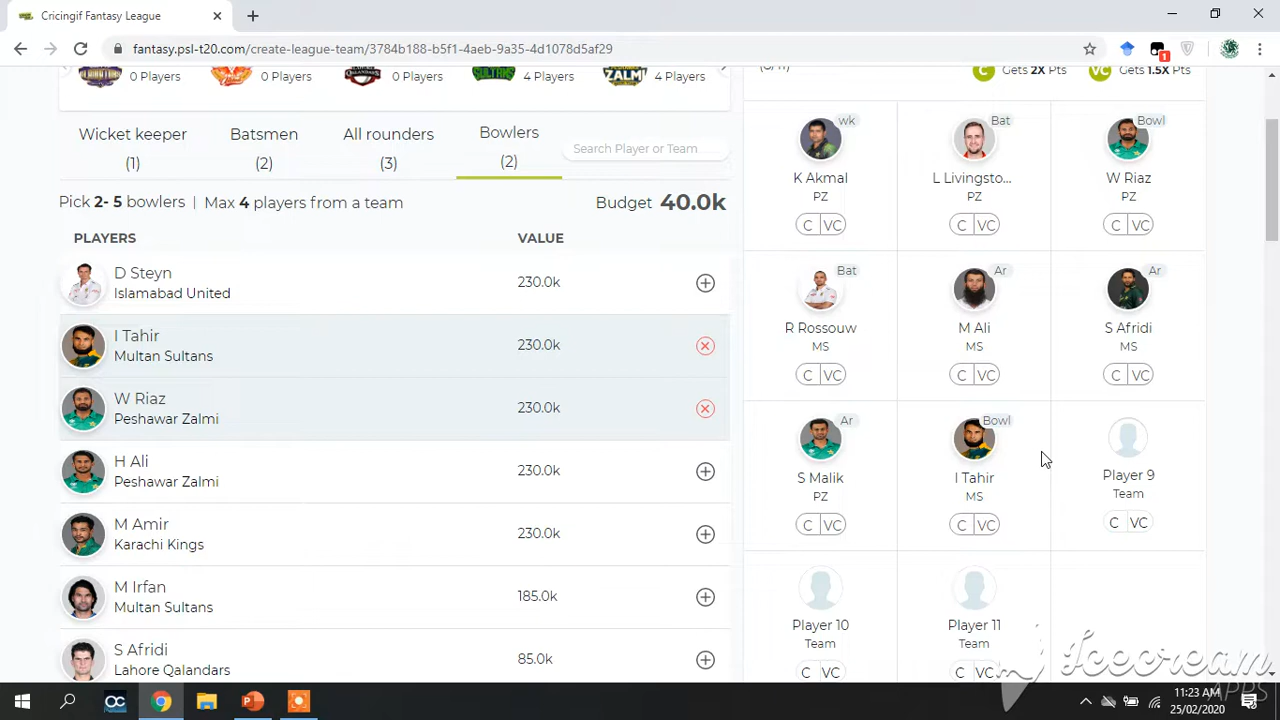 Cricingif Fantasy League
fantasy.psl-t20.com/create-league-team/3784b188-b5f1-4aeb-9a35-4d1078d5af29
1
0 Players
0 Players
0 Players
4 Players
4 Players
C Gets 2X Pts VC Gets 1.5X Pts
Wicket keeper
(1)
Batsmen
(2)
All rounders
(3)
Bowlers
(2)
Search Player or Team
Pick 2- 5 bowlers | Max 4 players from a team
Budget 40.0k
PLAYERS VALUE
D Steyn
Islamabad United
230.0k
I Tahir
Multan Sultans
230.0k
W Riaz
Peshawar Zalmi
230.0k
H Ali
Peshawar Zalmi
230.0k
M Amir
Karachi Kings
230.0k
M Irfan
Multan Sultans
185.0k
S Afridi
Lahore Qalandars
85.0k
wk
K Akmal
PZ
C VC
Bat
L Livingsto...
PZ
C VC
Bowl
W Riaz
PZ
C VC
Bat
R Rossouw
MS
C VC
Ar
M Ali
MS
C VC
Ar
S Afridi
MS
C VC
Ar
S Malik
PZ
C VC
Bowl
I Tahir
MS
C VC
Player 9
Team
C VC
Player 10
Team
C VC
Player 11
Team
C VC
Icecream
APPS
11:23 AM
25/02/2020